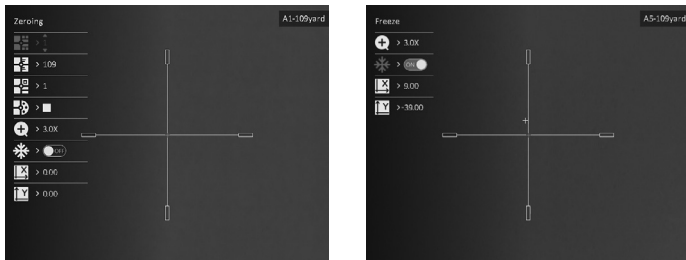 Zeroing
A1-109yard
> 109
> 1
>
> 3.0X
> OFF
X > 0.00
Y > 0.00
Freeze
A5-109yard
> 3.0X
> ON
X > 9.00
Y >-39.00